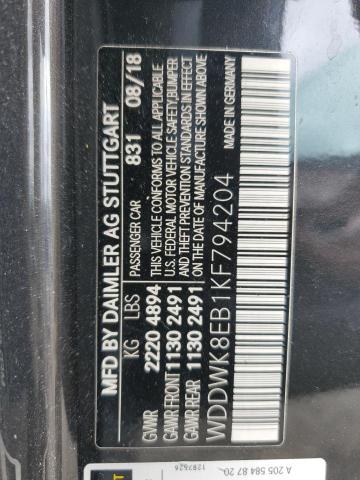 MFD BY DAIMLER AG STUTTGART
KG LBS PASSENGER CAR 831 08/18
GVWR 2220 4894 THIS VEHICLE CONFORMS TO ALL APPLICABLE
U.S. FEDERAL MOTOR VEHICLE SAFETY,BUMPER
GAWR FRONT 1130 2491 AND THEFT PREVENTION STANDARDS IN EFFECT
GAWR REAR 1130 2491 ON MANUFACTURE DATE SHOWN ABOVE
WDDWK8EB1KF794204 MADE IN GERMANY
A 205 584 87 20